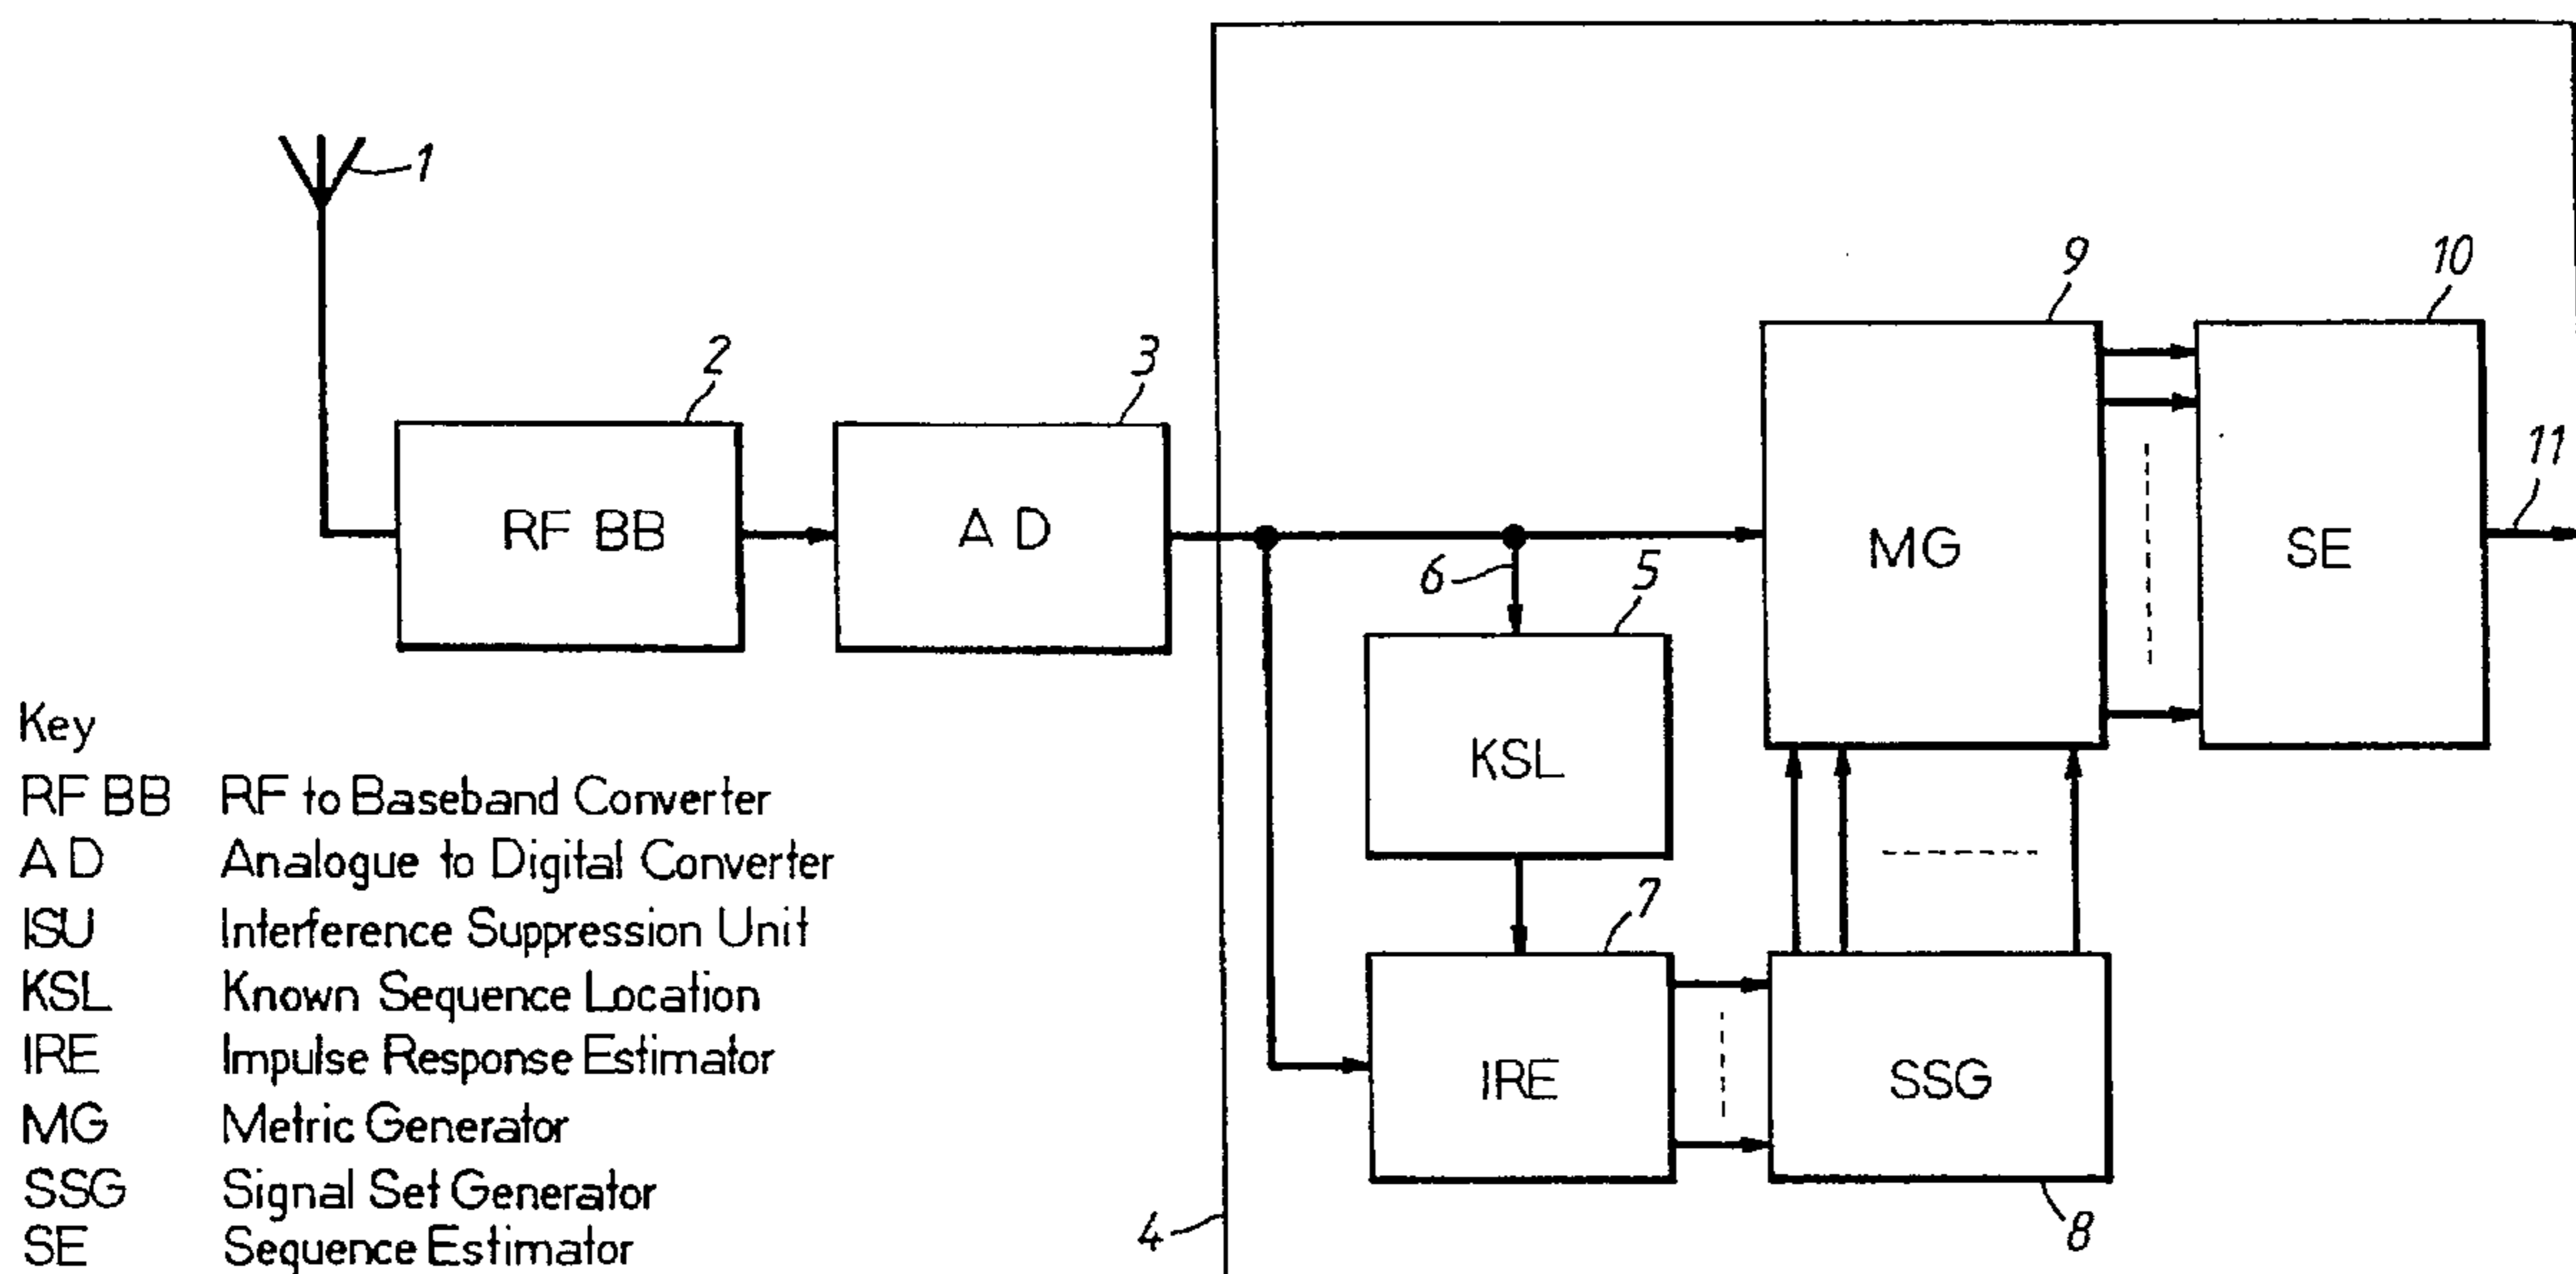 1
2
3
9
10
RF BB
A D
MG
SE
11
6
5
KSL
7
IRE
SSG
4
8
Key
RF BB RF to Baseband Converter
A D Analogue to Digital Converter
ISU Interference Suppression Unit
KSL Known Sequence Location
IRE Impulse Response Estimator
MG Metric Generator
SSG Signal Set Generator
SE Sequence Estimator